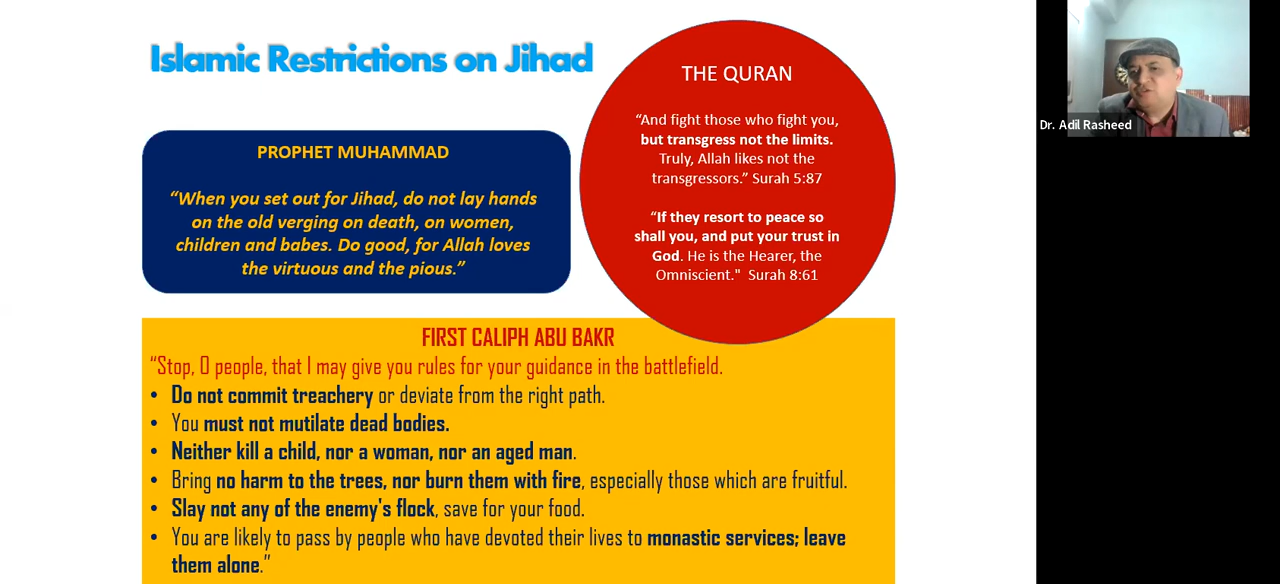 Islamic Restrictions on Jihad
PROPHET MUHAMMAD
“When you set out for Jihad, do not lay hands
on the old verging on death, on women,
children and babes. Do good, for Allah loves
the virtuous and the pious.”
THE QURAN
“And fight those who fight you,
but transgress not the limits.
Truly, Allah likes not the
transgressors.” Surah 5:87
“If they resort to peace so
shall you, and put your trust in
God. He is the Hearer, the
Omniscient." Surah 8:61
FIRST CALIPH ABU BAKR
“Stop, O people, that I may give you rules for your guidance in the battlefield.
• Do not commit treachery or deviate from the right path.
• You must not mutilate dead bodies.
• Neither kill a child, nor a woman, nor an aged man.
• Bring no harm to the trees, nor burn them with fire, especially those which are fruitful.
• Slay not any of the enemy's flock, save for your food.
• You are likely to pass by people who have devoted their lives to monastic services; leave
them alone.”
Dr. Adil Rasheed